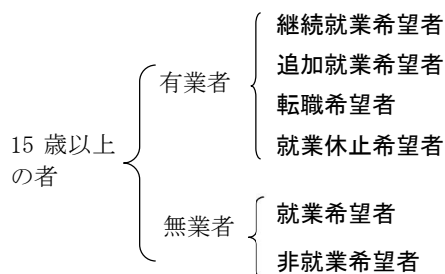 15 歳以上
の者
有業者
継続就業希望者
追加就業希望者
転職希望者
就業休止希望者
無業者
就業希望者
非就業希望者